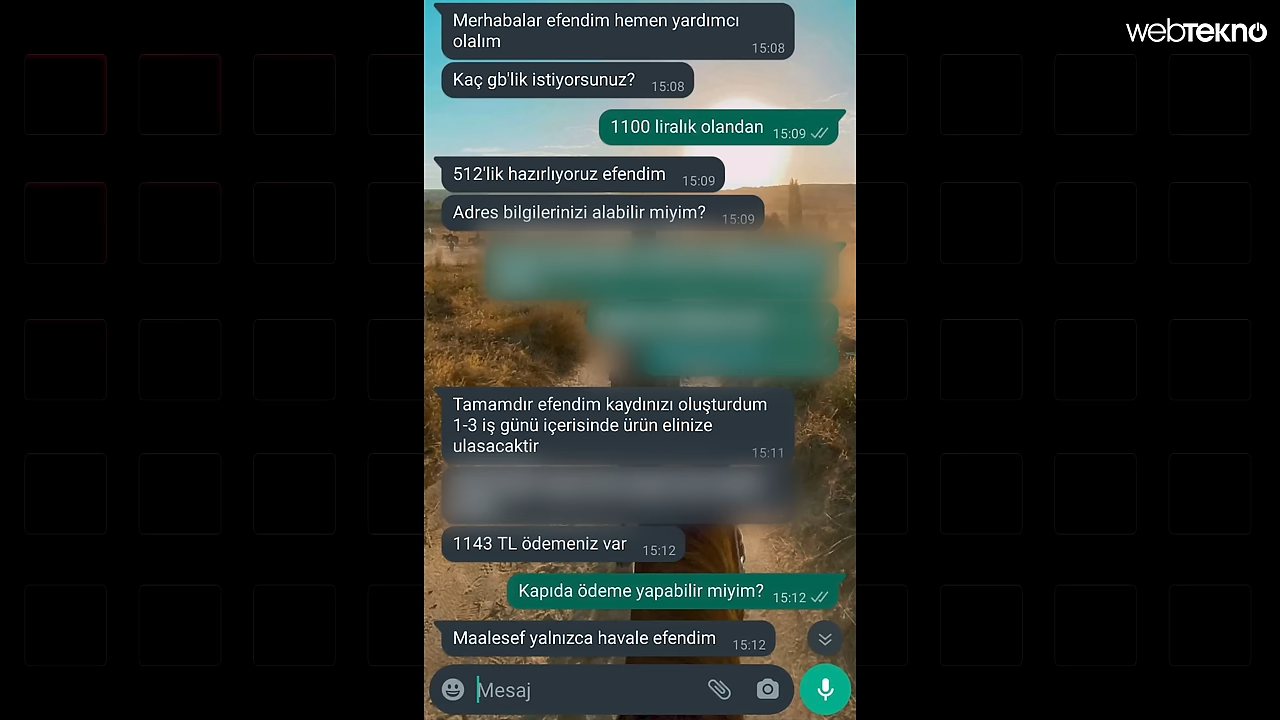 webTEKNO
Merhabalar efendim hemen yardımcı
olalım
15:08
Kaç gb'lik istiyorsunuz?
15:08
1100 liralık olandan
15:09
512'lik hazırlıyoruz efendim
15:09
Adres bilgilerinizi alabilir miyim?
15:09
Tamamdır efendim kaydınızı oluşturdum
1-3 iş günü içerisinde ürün elinize
ulasacaktir
15:11
1143 TL ödemeniz var
15:12
Kapıda ödeme yapabilir miyim?
15:12
Maalesef yalnızca havale efendim
15:12
Mesaj